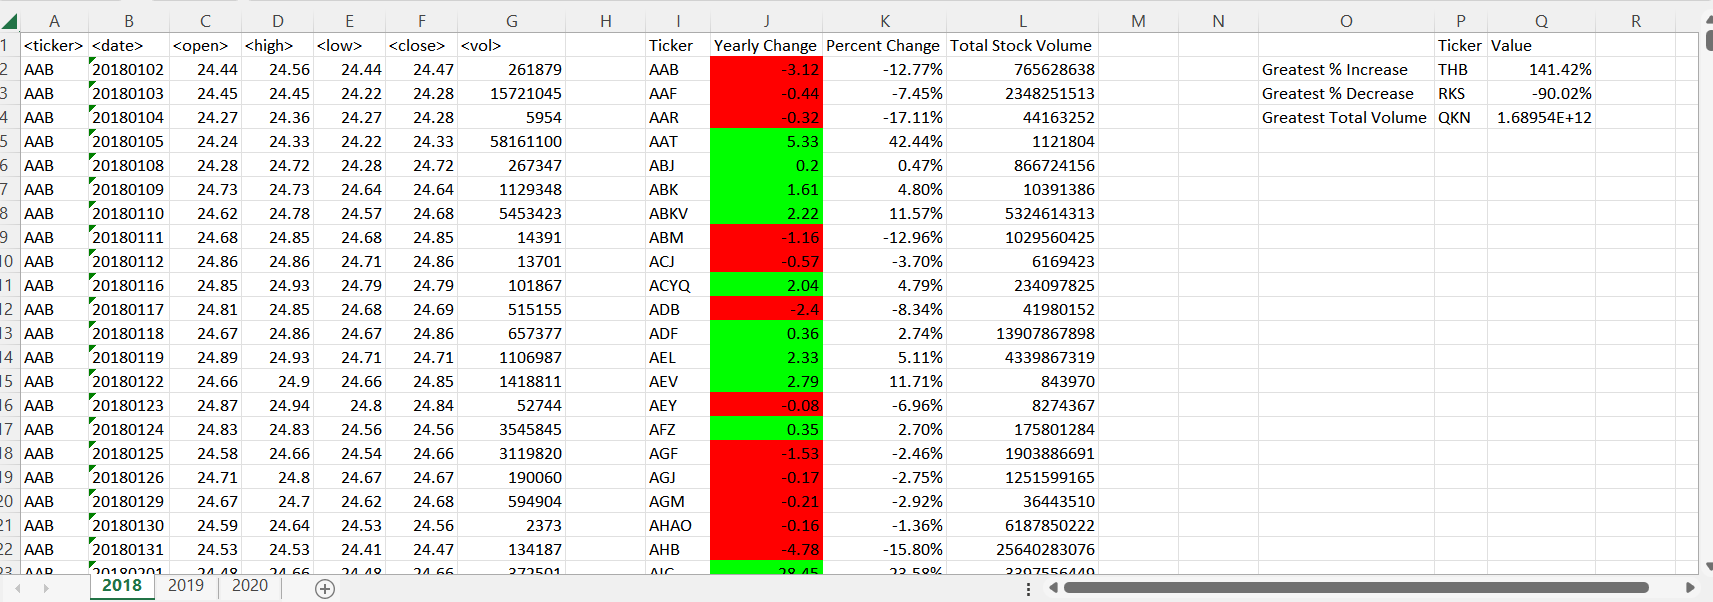 A B C D E F G H I J K L M N O P Q R
1 <ticker> <date> <open> <high> <low> <close> <vol> Ticker Yearly Change Percent Change Total Stock Volume Ticker Value
2 AAB 20180102 24.44 24.56 24.44 24.47 261879 AAB -3.12 -12.77% 765628638 Greatest % Increase THB 141.42%
3 AAB 20180103 24.45 24.45 24.22 24.28 15721045 AAF -0.44 -7.45% 2348251513 Greatest % Decrease RKS -90.02%
4 AAB 20180104 24.27 24.36 24.27 24.28 5954 AAR -0.32 -17.11% 44163252 Greatest Total Volume QKN 1.68954E+12
5 AAB 20180105 24.24 24.33 24.22 24.33 58161100 AAT 5.33 42.44% 1121804
6 AAB 20180108 24.28 24.72 24.28 24.72 267347 ABJ 0.2 0.47% 866724156
7 AAB 20180109 24.73 24.73 24.64 24.64 1129348 ABK 1.61 4.80% 10391386
8 AAB 20180110 24.62 24.78 24.57 24.68 5453423 ABKV 2.22 11.57% 5324614313
9 AAB 20180111 24.68 24.85 24.68 24.85 14391 ABM -1.16 -12.96% 1029560425
10 AAB 20180112 24.86 24.86 24.71 24.86 13701 ACJ -0.57 -3.70% 6169423
11 AAB 20180116 24.85 24.93 24.79 24.79 101867 ACYQ 2.04 4.79% 234097825
12 AAB 20180117 24.81 24.85 24.68 24.69 515155 ADB -2.4 -8.34% 41980152
13 AAB 20180118 24.67 24.86 24.67 24.86 657377 ADF 0.36 2.74% 13907867898
14 AAB 20180119 24.89 24.93 24.71 24.71 1106987 AEL 2.33 5.11% 4339867319
15 AAB 20180122 24.66 24.9 24.66 24.85 1418811 AEV 2.79 11.71% 843970
16 AAB 20180123 24.87 24.94 24.8 24.84 52744 AEY -0.08 -6.96% 8274367
17 AAB 20180124 24.83 24.83 24.56 24.56 3545845 AFZ 0.35 2.70% 175801284
18 AAB 20180125 24.58 24.66 24.54 24.66 3119820 AGF -1.53 -2.46% 1903886691
19 AAB 20180126 24.71 24.8 24.67 24.67 190060 AGJ -0.17 -2.75% 1251599165
20 AAB 20180129 24.67 24.7 24.62 24.68 594904 AGM -0.21 -2.92% 36443510
21 AAB 20180130 24.59 24.64 24.53 24.56 2373 AHAO -0.16 -1.36% 6187850222
22 AAB 20180131 24.53 24.53 24.41 24.47 134187 AHB -4.78 -15.80% 25640283076
23 AAB 20180201 24.48 24.66 24.48 24.66 372501 28.45 23.58% 3397556449
2018 2019 2020